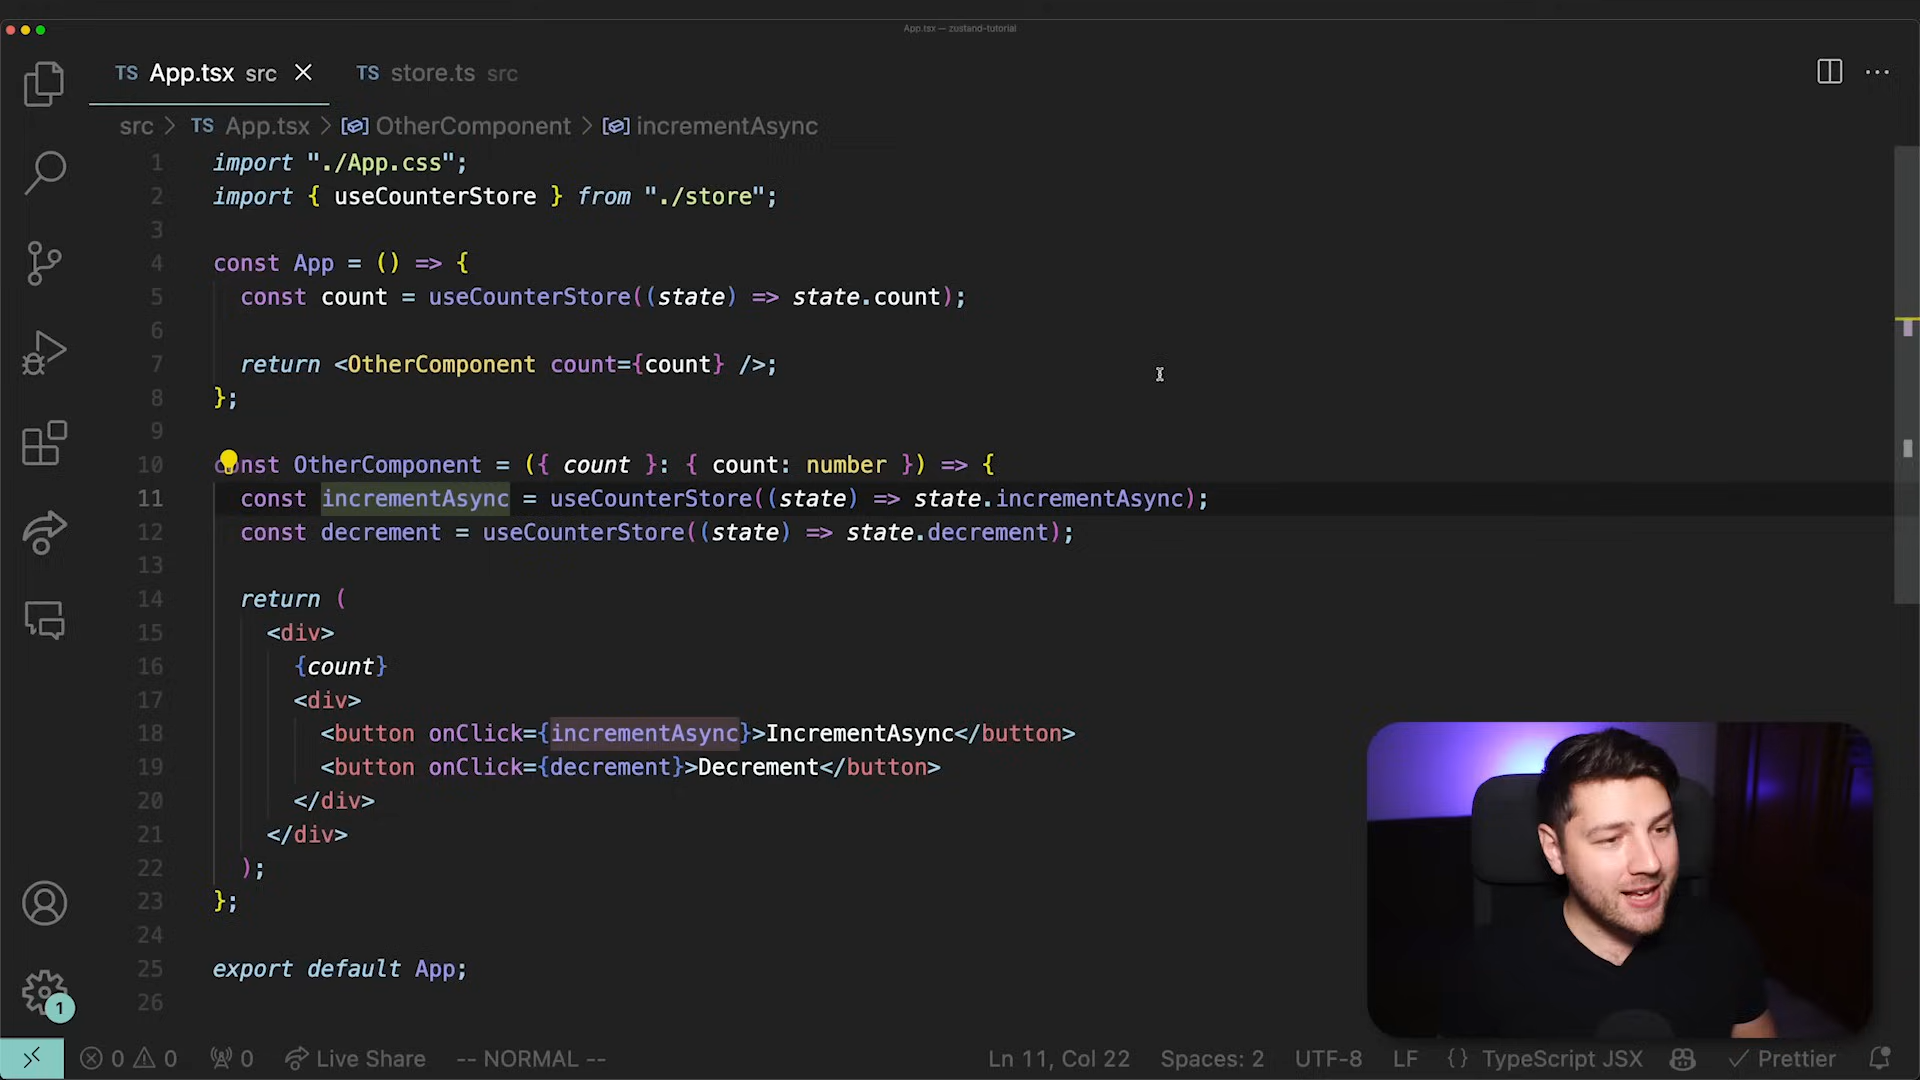 App.tsx — zustand-tutorial
TS App.tsx src TS store.ts src
src > TS App.tsx > OtherComponent > incrementAsync
1 import "./App.css";
2 import { useCounterStore } from "./store";
3
4 const App = () => {
5 const count = useCounterStore((state) => state.count);
6
7 return <OtherComponent count={count} />;
8 };
9
10 const OtherComponent = ({ count }: { count: number }) => {
11 const incrementAsync = useCounterStore((state) => state.incrementAsync);
12 const decrement = useCounterStore((state) => state.decrement);
13
14 return (
15 <div>
16 {count}
17 <div>
18 <button onClick={incrementAsync}>IncrementAsync</button>
19 <button onClick={decrement}>Decrement</button>
20 </div>
21 </div>
22 );
23 };
24
25 export default App;
26
1
0 0 0 Live Share -- NORMAL -- Ln 11, Col 22 Spaces: 2 UTF-8 LF {} TypeScript JSX Prettier